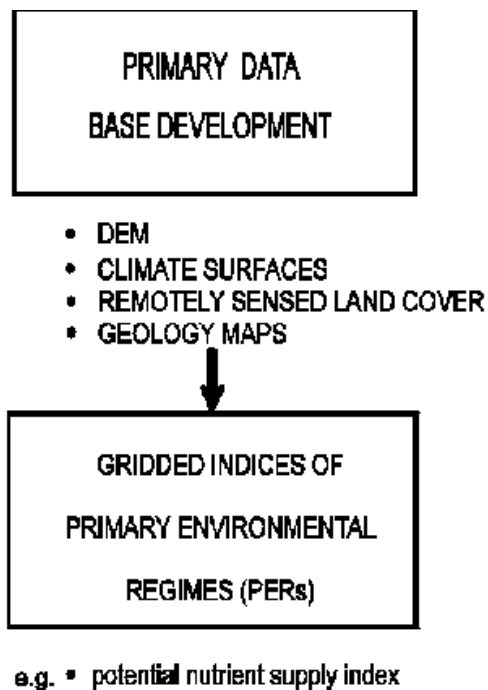 PRIMARY DATA
BASE DEVELOPMENT
• DEM
• CLIMATE SURFACES
• REMOTELY SENSED LAND COVER
• GEOLOGY MAPS
GRIDDED INDICES OF
PRIMARY ENVIRONMENTAL
REGIMES (PERs)
e.g. • potential nutrient supply index